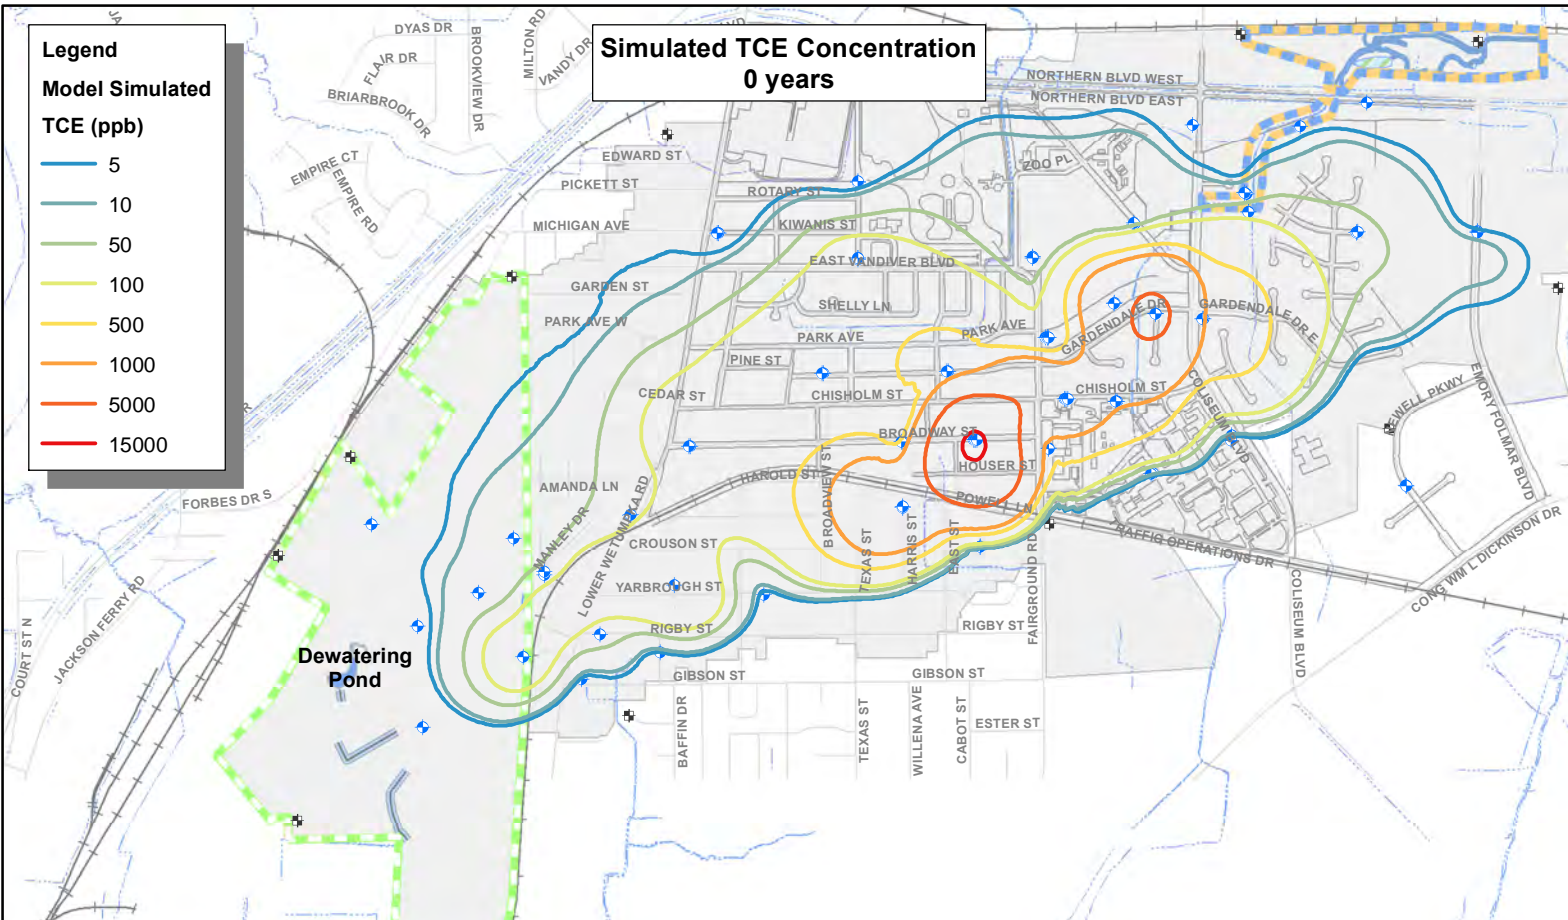 Legend
Model Simulated
TCE (ppb)
5
10
50
100
500
1000
5000
15000
Simulated TCE Concentration
0 years
DYAS DR
FLAIR DR
BRIARBROOK DR
BROOKVIEW DR
MILTON RD
VANDY DR
NORTHERN BLVD WEST
NORTHERN BLVD EAST
ZOO PL
EDWARD ST
PICKETT ST
ROTARY ST
EMPIRE CT
EMPIRE RD
MICHIGAN AVE
KIWANIS ST
EAST VANDIVER BLVD
GARDEN ST
SHELLY LN
PARK AVE W
PARK AVE
PARK AVE
GARDENDALE DR
GARDENDALE DR E
PINE ST
CEDAR ST
CHISHOLM ST
CHISHOLM ST
COLISEUM BLVD
NEWELL PKWY
EMORY FOLMAR BLVD
BROADWAY ST
HOUSER ST
HAROLD ST
BROADVIEW ST
AMANDA LN
FORBES DR S
MANLEY DR
LOWER WETUMPKA RD
POWELL LN
TRAFFIC OPERATIONS DR
CROUSON ST
YARBROUGH ST
TEXAS ST
HARRIS ST
EAST ST
FAIRGROUND RD
COLISEUM BLVD
CONG WM L DICKINSON DR
COURT ST N
JACKSON FERRY RD
RIGBY ST
RIGBY ST
Dewatering
Pond
GIBSON ST
GIBSON ST
BAFFIN DR
TEXAS ST
WILLENA AVE
CABOT ST
ESTER ST